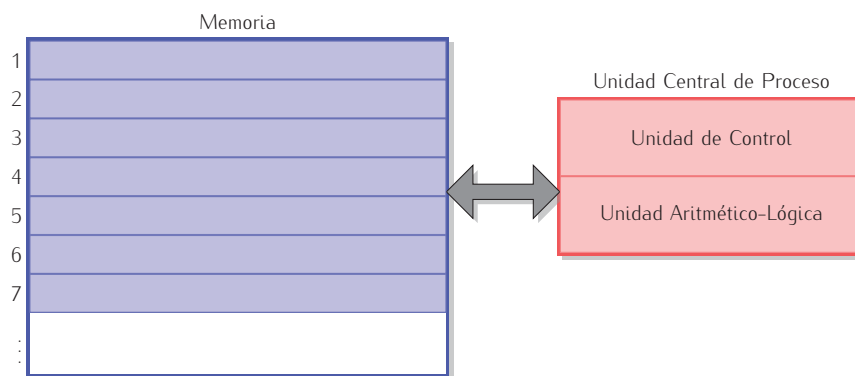 Memoria
1
2
3
4
5
6
7
⋮
Unidad Central de Proceso
Unidad de Control
Unidad Aritmético-Lógica